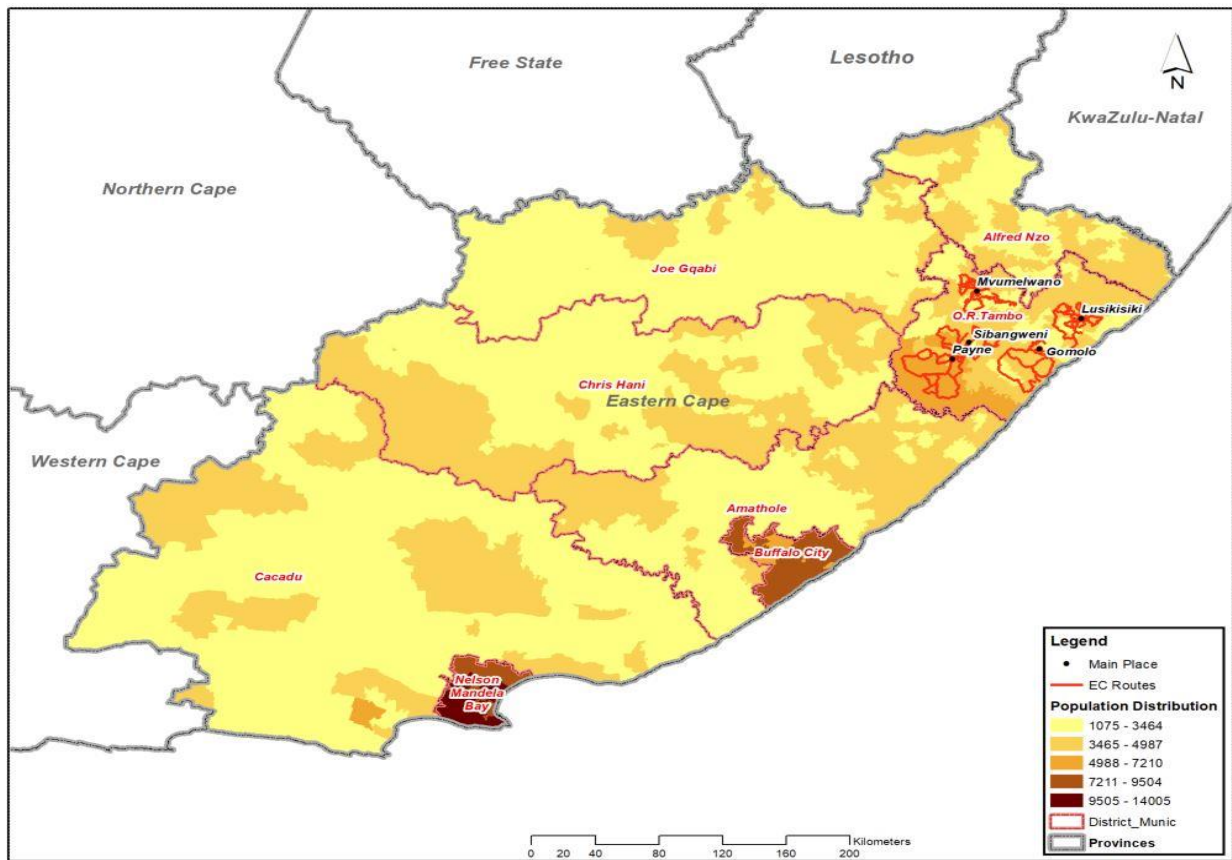 Free State
Lesotho
N
KwaZulu-Natal
Northern Cape
Alfred Nzo
Joe Gqabi
Mvumelwano
Lusikisiki
O.R.Tambo
Sibangweni
Payne
Gomolo
Chris Hani
Eastern Cape
Western Cape
Amathole
Buffalo City
Cacadu
Nelson
Mandela
Bay
Legend
Main Place
EC Routes
Population Distribution
1075 - 3464
3465 - 4987
4988 - 7210
7211 - 9504
9505 - 14005
District_Munic
Provinces
Kilometers
0 20 40 80 120 160 200